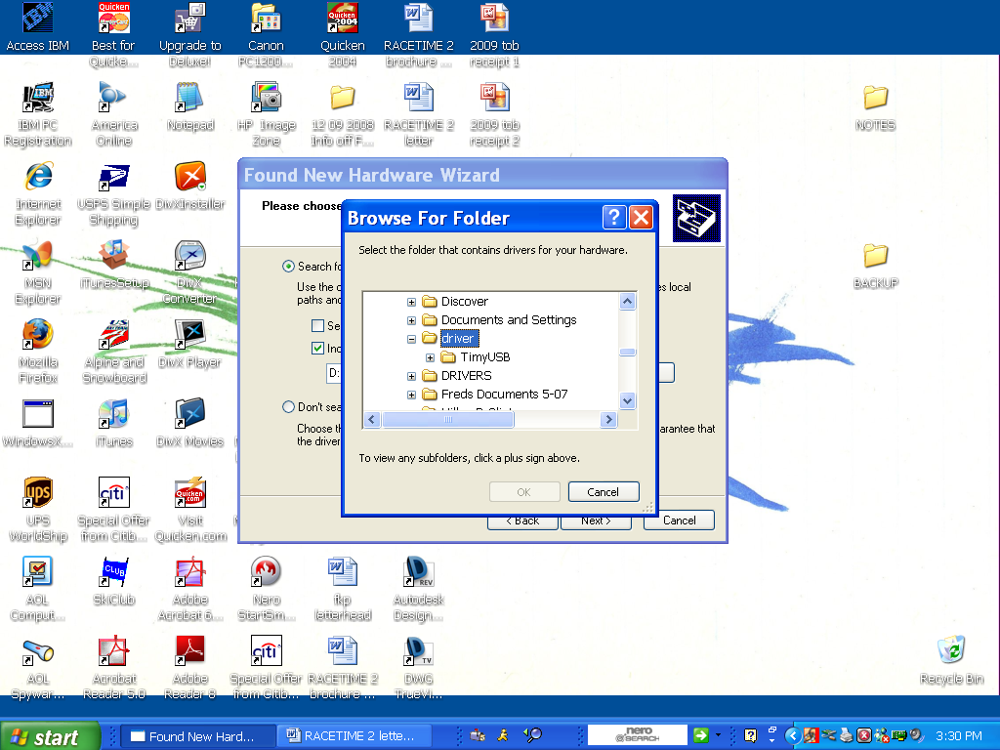 Access IBM
Best for
Quicke...
Upgrade to
Deluxe!
Canon
PC1200...
Quicken
2004
RACETIME 2
brochure ...
2009 tob
receipt 1
IBM PC
Registration
America
Online
Notepad
HP Image
Zone
12 09 2008
Info off F...
RACETIME 2
letter
2009 tob
receipt 2
NOTES
Internet
Explorer
USPS Simple
Shipping
DivXInstaller
MSN
Explorer
iTunesSetup
DivX
Converter
BACKUP
Mozilla
Firefox
Alpine and
Snowboard
DivX Player
WindowsX...
iTunes
DivX Movies
UPS
WorldShip
Special Offer
from Citib...
Visit
Quicken.com
AOL
Comput...
SkiClub
Adobe
Acrobat 6...
Nero
StartSm...
fkp
letterhead
Autodesk
Design...
AOL
Spywar...
Acrobat
Reader 5.0
Adobe
Reader 8
Special Offer
from Citib...
RACETIME 2
brochure ...
DWG
TrueVi...
Recycle Bin
Found New Hardware Wizard
Please choose
Search fo
Use the
es local
paths and
Se
Inc
D:
Don't sea
Choose th
arantee that
the driver
< Back
Next >
Cancel
Browse For Folder
Select the folder that contains drivers for your hardware.
Discover
Documents and Settings
driver
TinyUSB
DRIVERS
Freds Documents 5-07
To view any subfolders, click a plus sign above.
OK
Cancel
start
Found New Hard...
RACETIME 2 lette...
nero
SEARCH
3:30 PM